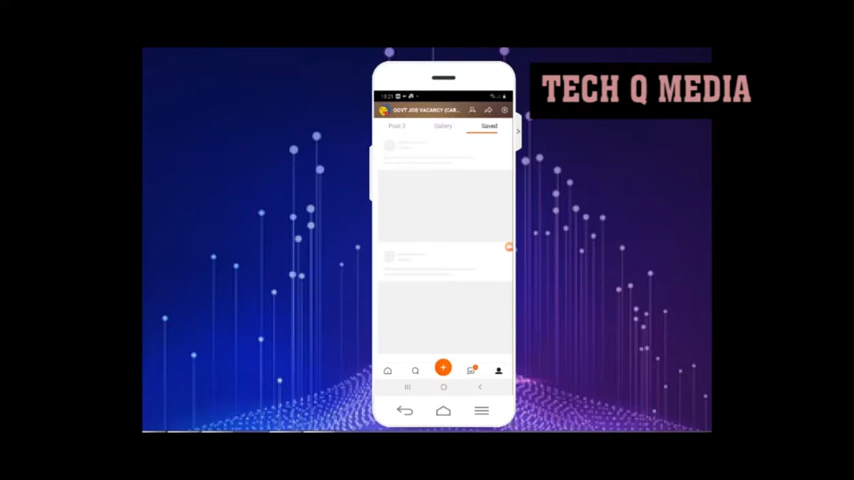 TECH Q MEDIA
GOVT JOB VACANCY (CAR...
Post 3
Gallery
Saved